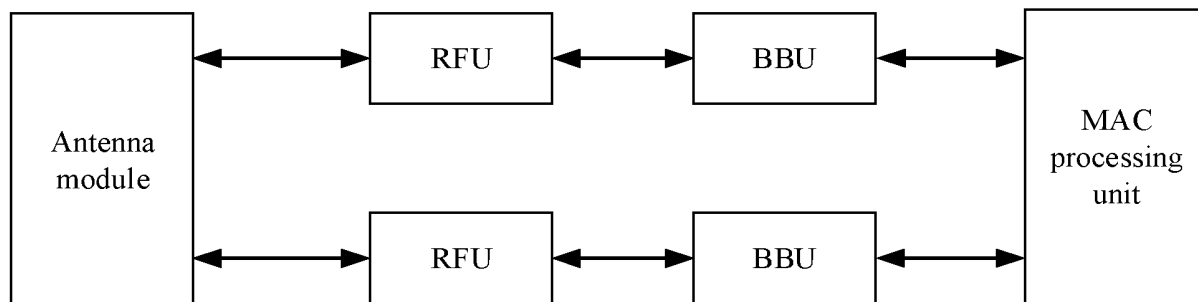 RFU
BBU
Antenna
module
MAC
processing
unit
RFU
BBU